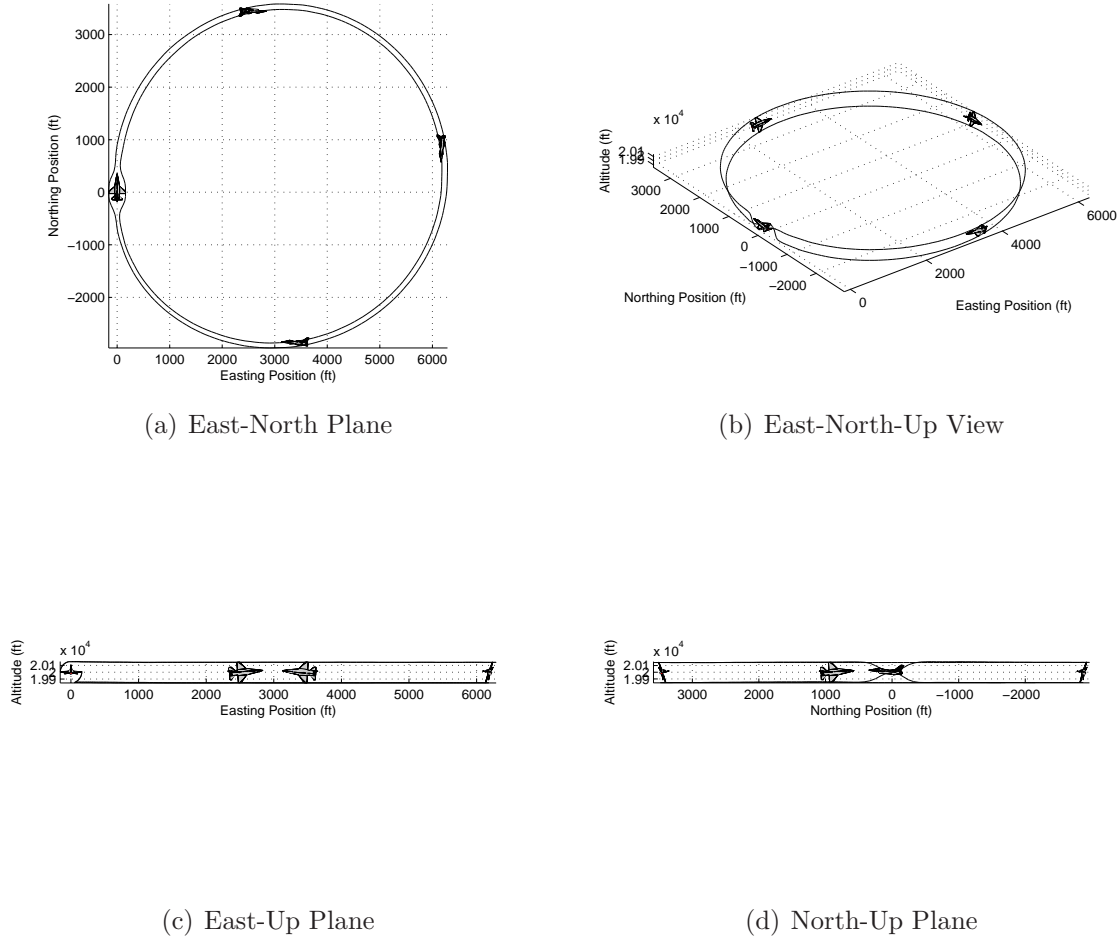 3000
2000
1000
0
−1000
−2000
Northing Position (ft)
0 1000 2000 3000 4000 5000 6000
Easting Position (ft)
(a) East-North Plane
x 10^4
2.01
2
1.99
Altitude (ft)
3000
2000
1000
0
−1000
−2000
Northing Position (ft)
0
2000
4000
6000
Easting Position (ft)
(b) East-North-Up View
x 10^4
2.01
2
1.99
Altitude (ft)
0 1000 2000 3000 4000 5000 6000
Easting Position (ft)
(c) East-Up Plane
x 10^4
2.01
2
1.99
Altitude (ft)
3000 2000 1000 0 −1000 −2000
Northing Position (ft)
(d) North-Up Plane